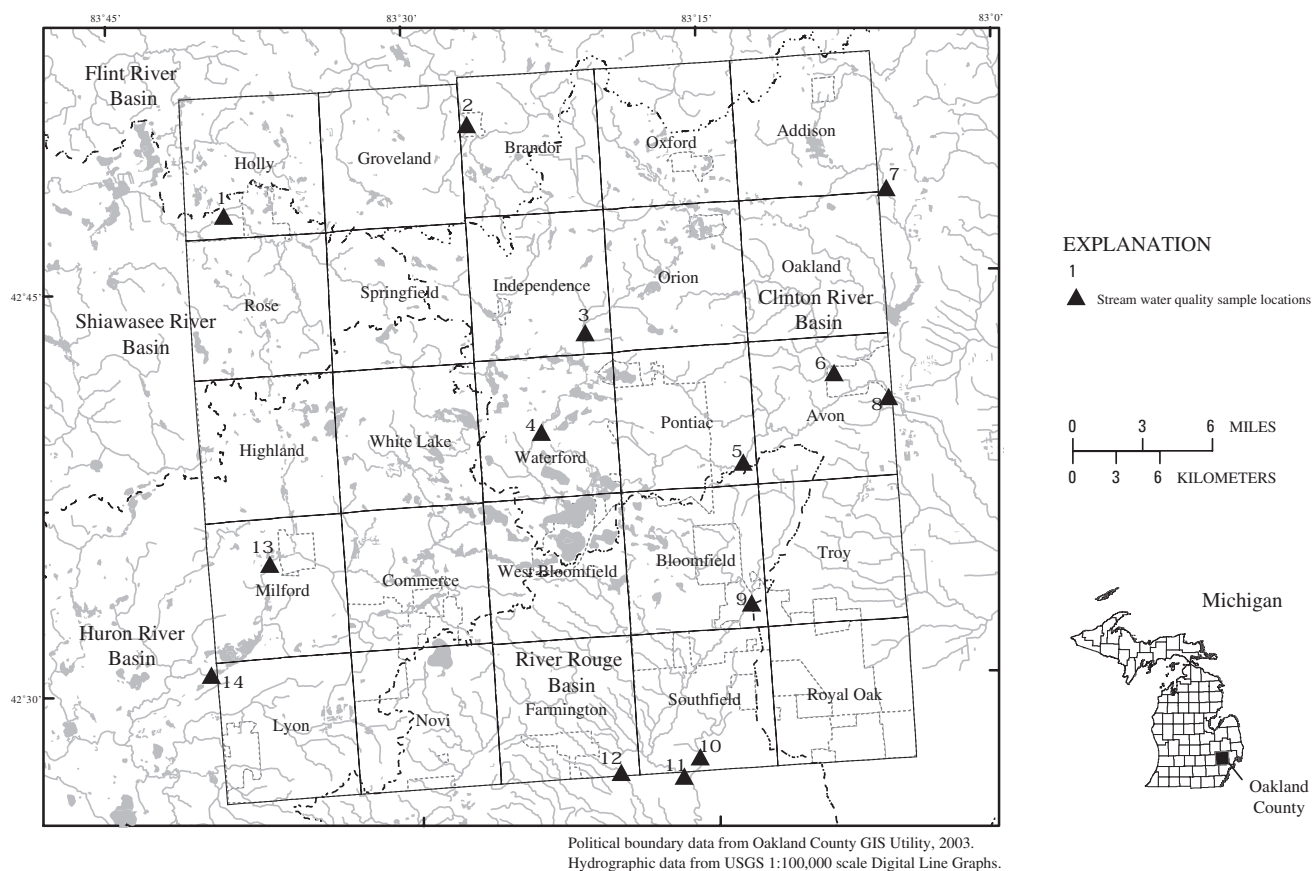 83°45'
83°30'
83°15'
83°0'
Flint River
Basin
2
Addison
Oxford
Brandon
Groveland
Holly
7
1
Oakland
Orion
Independence
Springfield
Rose
Clinton River
Basin
42°45'
Shiawasee River
Basin
3
6
8
Avon
Pontiac
4
White Lake
Waterford
Highland
5
Troy
Bloomfield
13
West Bloomfield
Commerce
Milford
9
Huron River
Basin
River Rouge
Basin
14
42°30'
Royal Oak
Southfield
Farmington
Novi
Lyon
10
12
11
EXPLANATION
1
Stream water quality sample locations
0 3 6 MILES
0 3 6 KILOMETERS
Michigan
Oakland
County
Political boundary data from Oakland County GIS Utility, 2003.
Hydrographic data from USGS 1:100,000 scale Digital Line Graphs.